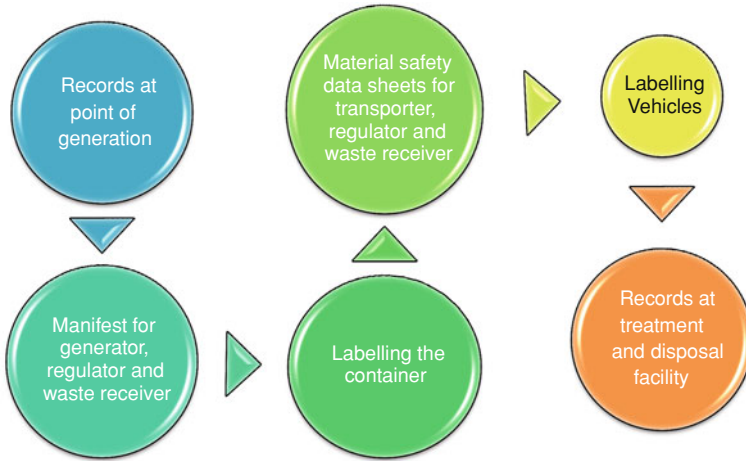 Records at
point of
generation
Manifest for
generator,
regulator and
waste receiver
Labelling the
container
Material safety
data sheets for
transporter,
regulator and
waste receiver
Labelling
Vehicles
Records at
treatment
and disposal
facility